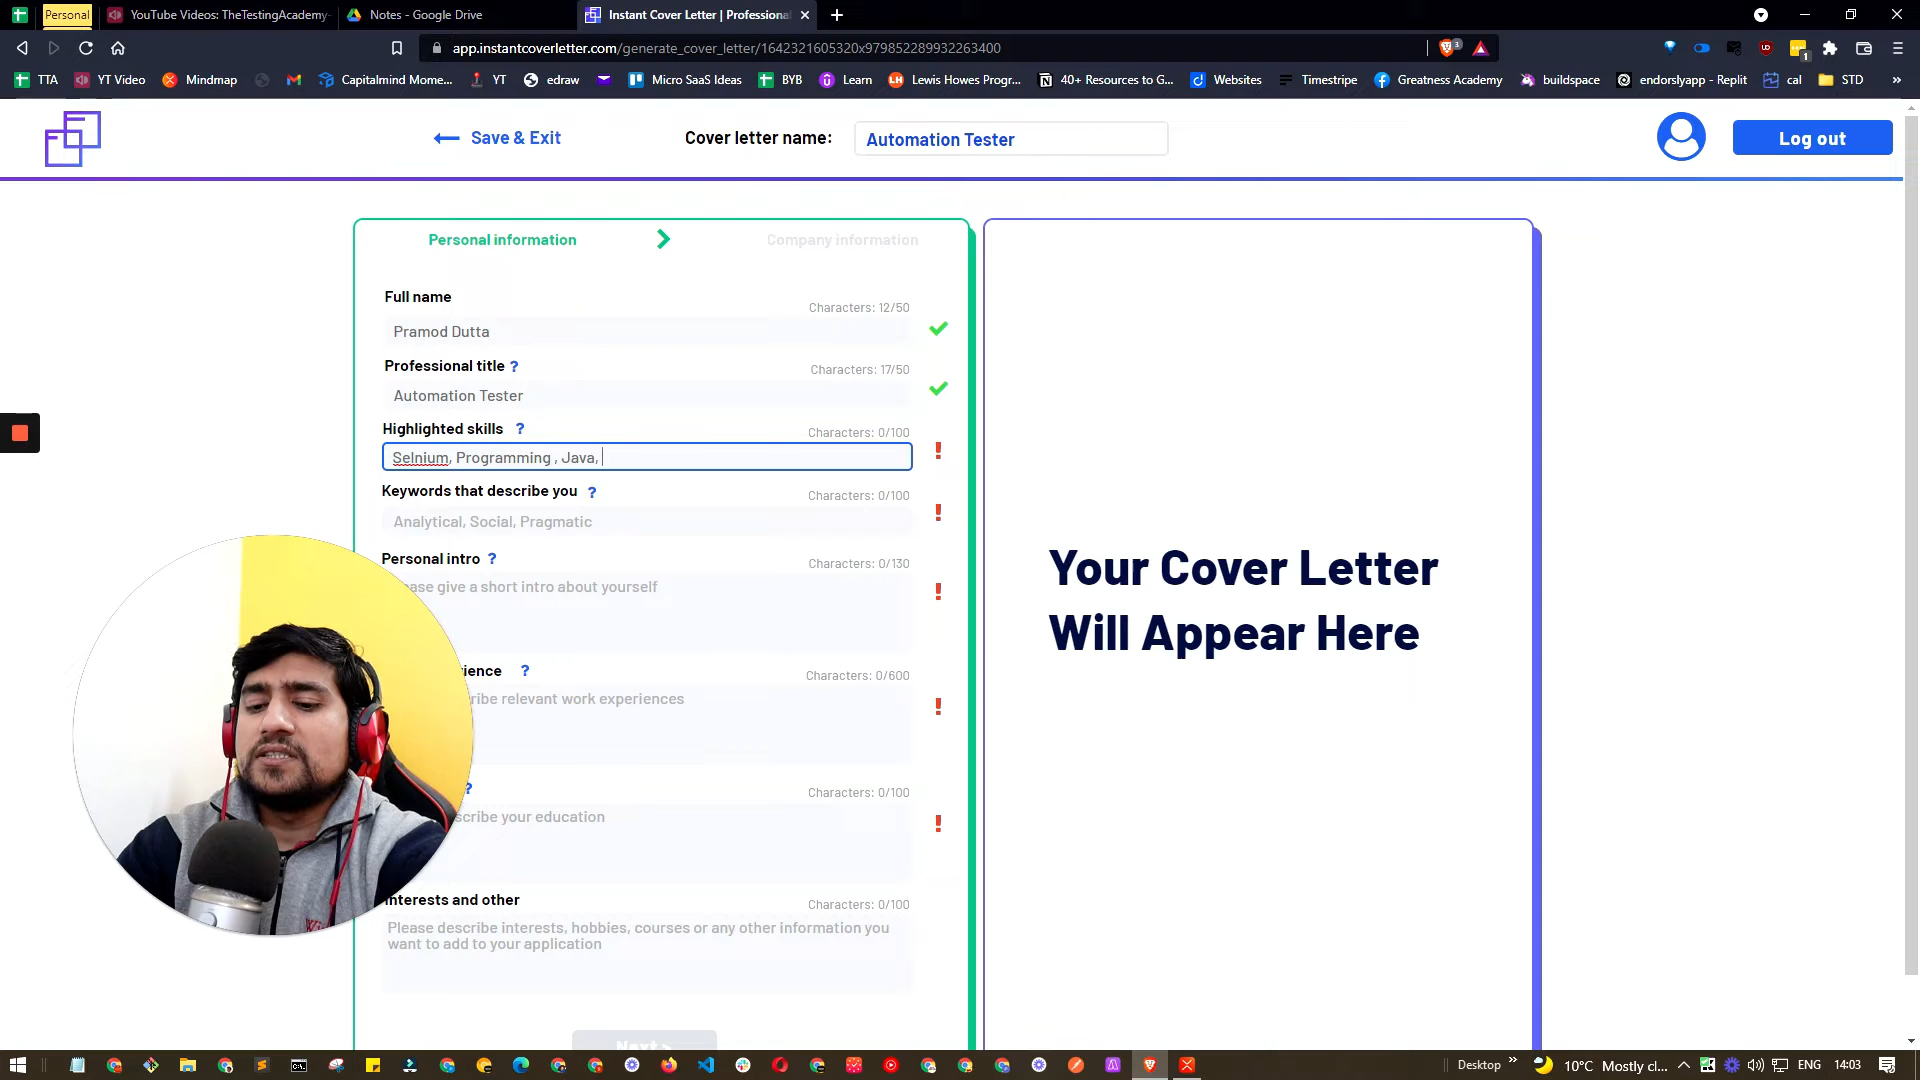 Personal
YouTube Videos: TheTestingAcademy-
Notes - Google Drive
Instant Cover Letter | Professional
app.instantcoverletter.com/generate_cover_letter/1642321605320x979852289932263400
TTA
YT Video
Mindmap
Capitalmind Mome...
YT
edraw
Micro SaaS Ideas
BYB
Learn
Lewis Howes Progr...
40+ Resources to G...
Websites
Timestripe
Greatness Academy
buildspace
endorslyapp - Replit
cal
STD
Save & Exit
Cover letter name:
Automation Tester
Log out
Personal information
Company information
Full name
Characters: 12/50
Pramod Dutta
Professional title ?
Characters: 17/50
Automation Tester
Highlighted skills ?
Characters: 0/100
Selnium, Programming , Java,
Keywords that describe you ?
Characters: 0/100
Analytical, Social, Pragmatic
Personal intro ?
Characters: 0/130
ase give a short intro about yourself
ience ?
Characters: 0/600
ribe relevant work experiences
?
Characters: 0/100
scribe your education
Interests and other
Characters: 0/100
Please describe interests, hobbies, courses or any other information you
want to add to your application
Next >
Your Cover Letter
Will Appear Here
Desktop
10°C Mostly cl...
ENG
14:03